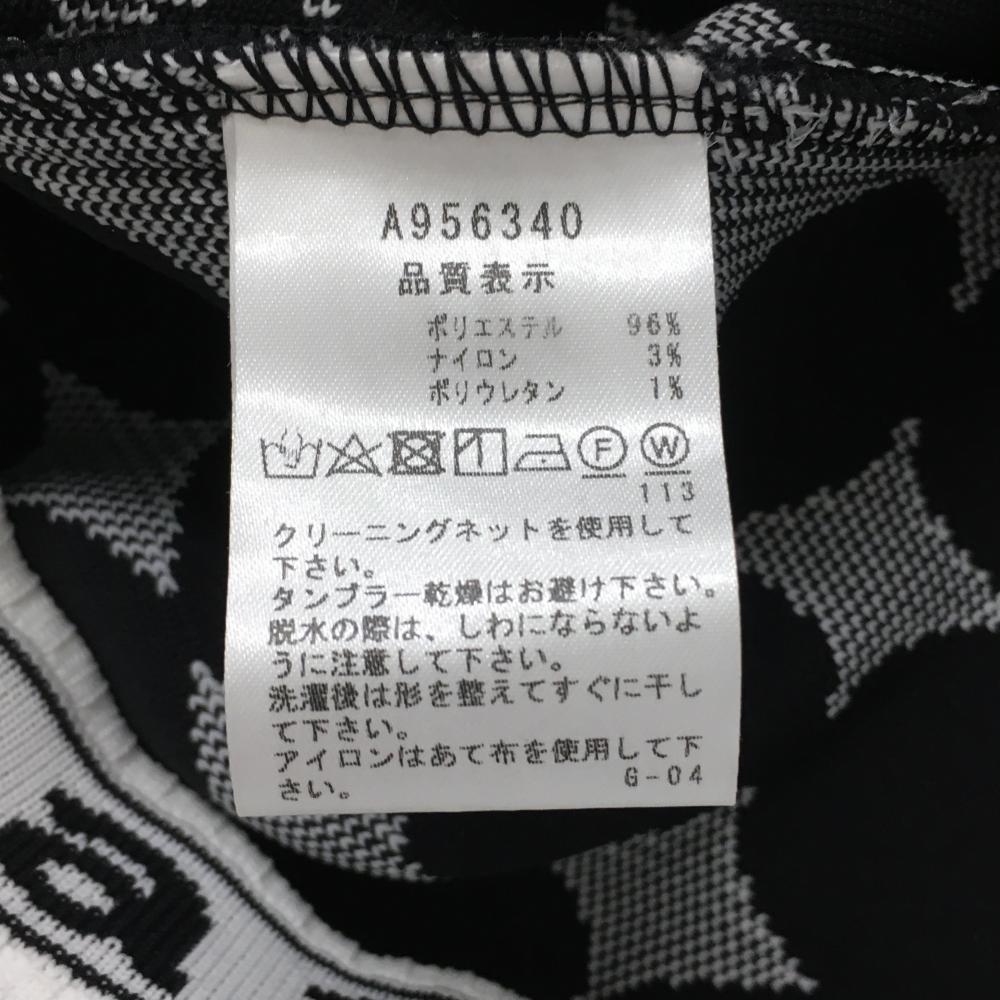 A956340
品質表示
ポリエステル 96%
ナイロン 3%
ポリウレタン 1%
F W
113
クリーニングネットを使用して
下さい。
タンブラー乾燥はお避け下さい。
脱水の際は、しわにならないよ
うに注意して下さい。
洗濯後は形を整えてすぐに干し
て下さい。
アイロンはあて布を使用して下
さい。 G-04